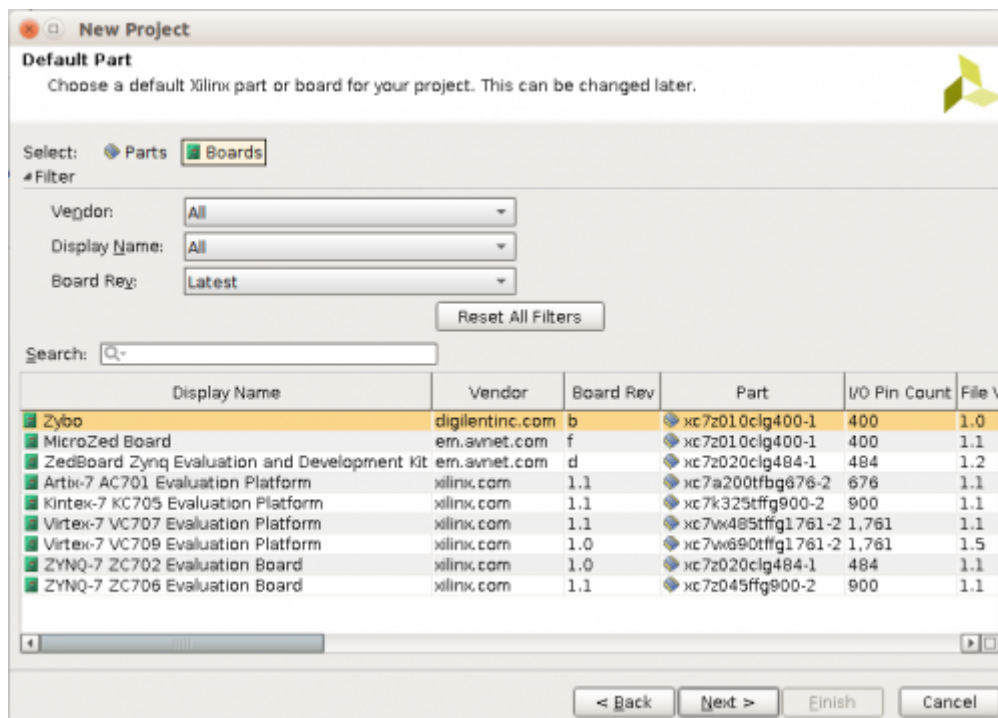 New Project
Default Part
Choose a default Xilinx part or board for your project. This can be changed later.
Select: Parts Boards
Filter
Vendor: All
Display Name: All
Board Rev: Latest
Reset All Filters
Search:
Display Name Vendor Board Rev Part I/O Pin Count File V
Zybo digilentinc.com b xc7z010clg400-1 400 1.0
MicroZed Board em.avnet.com f xc7z010clg400-1 400 1.1
ZedBoard Zynq Evaluation and Development Kit em.avnet.com d xc7z020clg484-1 484 1.2
Artix-7 AC701 Evaluation Platform xilinx.com 1.1 xc7a200tfbg676-2 676 1.1
Kintex-7 KC705 Evaluation Platform xilinx.com 1.1 xc7k325tffg900-2 900 1.1
Virtex-7 VC707 Evaluation Platform xilinx.com 1.1 xc7vx485tffg1761-2 1,761 1.1
Virtex-7 VC709 Evaluation Platform xilinx.com 1.0 xc7vx690tffg1761-2 1,761 1.5
ZYNQ-7 ZC702 Evaluation Board xilinx.com 1.0 xc7z020clg484-1 484 1.1
ZYNQ-7 ZC706 Evaluation Board xilinx.com 1.1 xc7z045ffg900-2 900 1.1
< Back Next > Finish Cancel